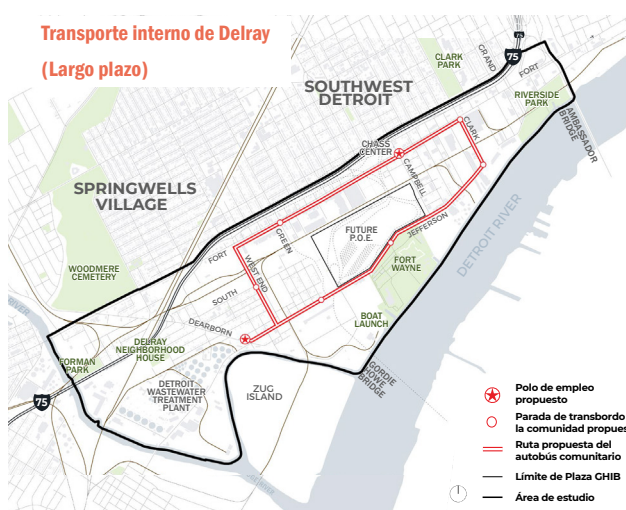 Transporte interno de Delray
(Largo plazo)
75
75
CLARK
PARK
GRAND
FORT
SOUTHWEST
DETROIT
RIVERSIDE
PARK
AMBASSADOR
BRIDGE
CHASS
CENTER
CLARK
CAMPBELL
SPRINGWELLS
VILLAGE
FUTURE
P.O.E.
JEFFERSON
DETROIT RIVER
GREEN
FORT
WEST END
FORT
WAYNE
WOODMERE
CEMETERY
SOUTH
BOAT
LAUNCH
DEARBORN
RIVER
DELRAY
NEIGHBORHOOD
HOUSE
FORMAN
PARK
GORDIE
HOWE
BRIDGE
DETROIT
WASTEWATER
TREATMENT
PLANT
ZUG
ISLAND
75
Polo de empleo
propuesto
Parada de transbordo
la comunidad propues
Ruta propuesta del
autobús comunitario
Límite de Plaza GHIB
Área de estudio